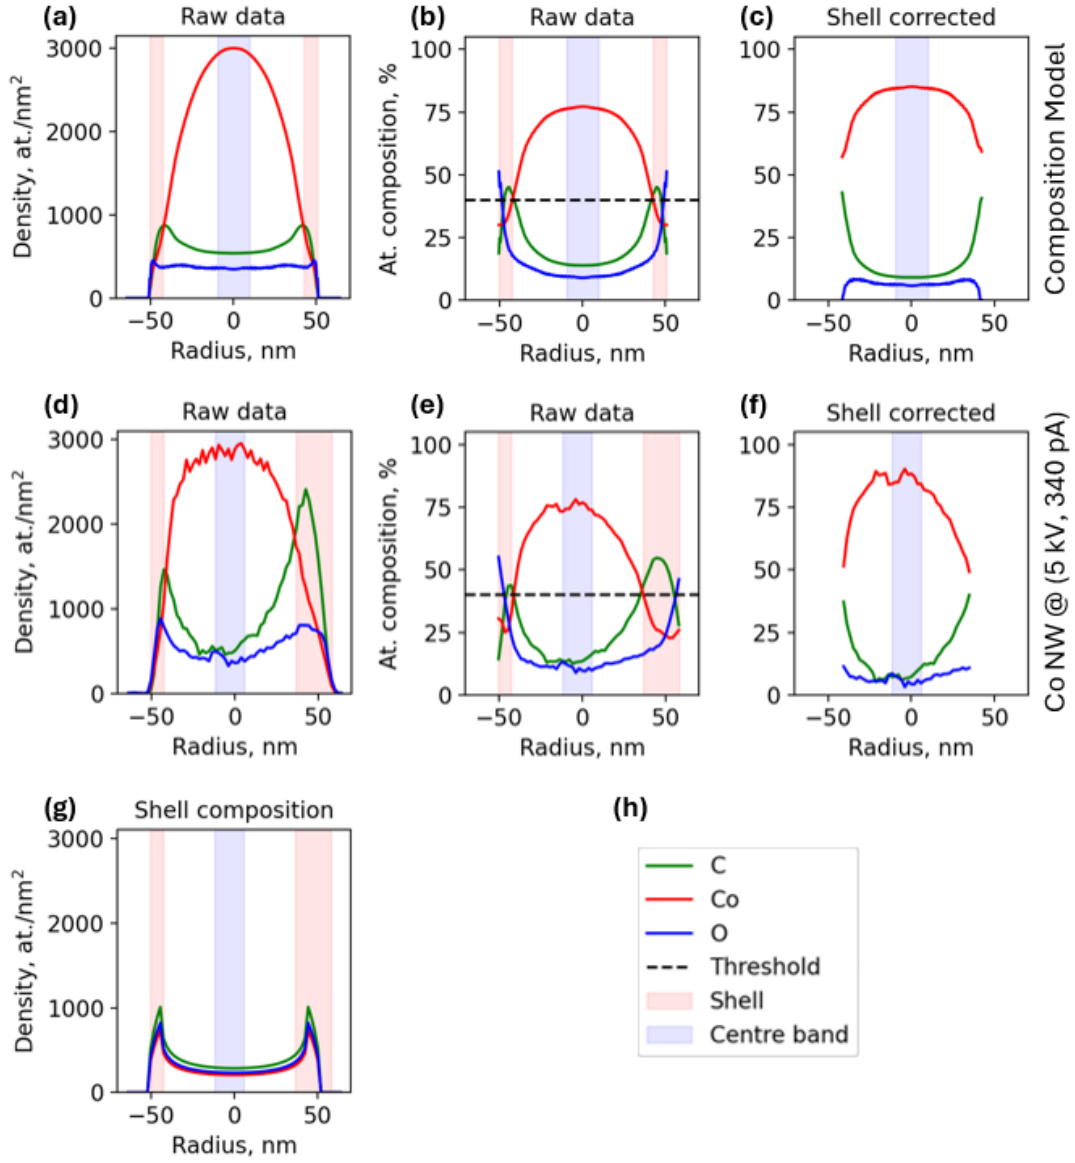 (a) Raw data
3000
2000
1000
0
Density, at./nm²
−50 0 50
Radius, nm
(b) Raw data
100
75
50
25
0
At. composition, %
−50 0 50
Radius, nm
(c) Shell corrected
100
75
50
25
0
−50 0 50
Radius, nm
Composition Model
(d) Raw data
3000
2000
1000
0
Density, at./nm²
−50 0 50
Radius, nm
(e) Raw data
100
75
50
25
0
At. composition, %
−50 0 50
Radius, nm
(f) Shell corrected
100
75
50
25
0
−50 0 50
Radius, nm
Co NW @ (5 kV, 340 pA)
(g) Shell composition
3000
2000
1000
0
Density, at./nm²
−50 0 50
Radius, nm
(h)
C
Co
O
Threshold
Shell
Centre band